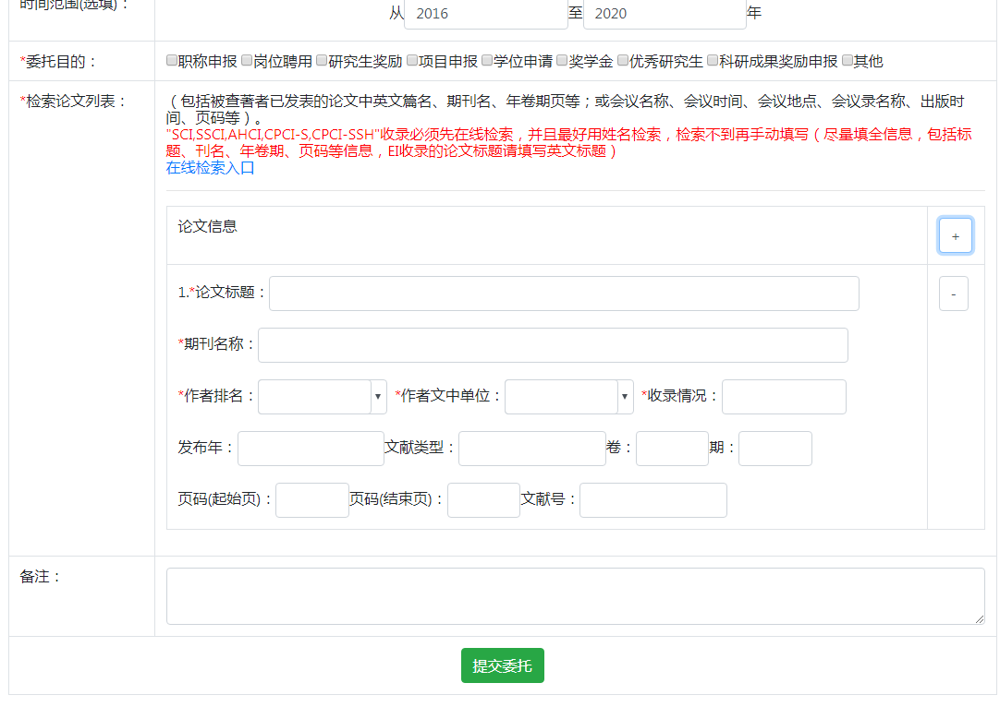 时间范围(选填)：
从 2016 至 2020 年
*委托目的： 职称申报 岗位聘用 研究生奖励 项目申报 学位申请 奖学金 优秀研究生 科研成果奖励申报 其他
*检索论文列表：
（包括被查著者已发表的论文中英文篇名、期刊名、年卷期页等；或会议名称、会议时间、会议地点、会议录名称、出版时
间、页码等）。
"SCI,SSCI,AHCI,CPCI-S,CPCI-SSH"收录必须先在线检索，并且最好用姓名检索，检索不到再手动填写（尽量填全信息，包括标
题、刊名、年卷期、页码等信息，EI收录的论文标题请填写英文标题）
在线检索入口
论文信息
+
1.*论文标题：
-
*期刊名称：
*作者排名： *作者文中单位： *收录情况：
发布年： 文献类型： 卷： 期：
页码(起始页)： 页码(结束页)： 文献号：
备注：
提交委托